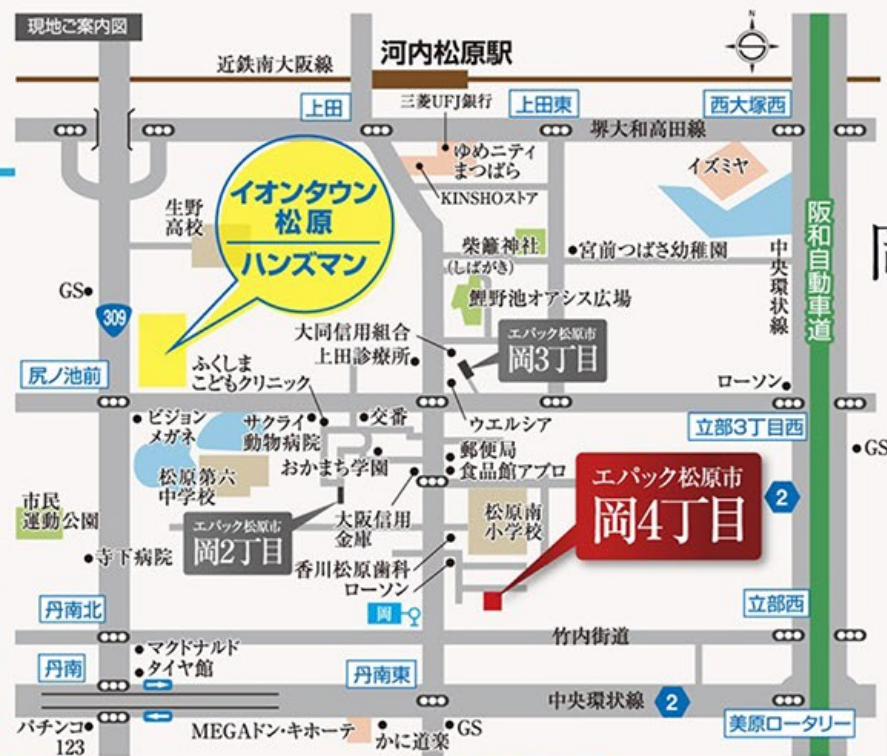 現地ご案内図
N
河内松原駅
近鉄南大阪線
上田
三菱UFJ銀行
上田東
西大塚西
堺大和高田線
ゆめニティ
まつばら
イズミヤ
KINSHOストア
イオンタウン
松原
ハンズマン
生野
高校
柴籬神社
(しばがき)
宮前つばさ幼稚園
中央環状線
阪和自動車道
岡
GS
309
鯉野池オアシス広場
大同信用組合
上田診療所
エパック松原市
岡3丁目
尻ノ池前
ふくしま
こどもクリニック
ローソン
ビジョン
メガネ
サクライ
動物病院
交番
ウエルシア
立部3丁目西
GS
おかまち学園
郵便局
食品館アプロ
松原第六
中学校
エパック松原市
岡4丁目
2
市民
運動公園
エパック松原市
岡2丁目
大阪信用
金庫
松原南
小学校
寺下病院
香川松原歯科
ローソン
丹南北
岡
立部西
竹内街道
マクドナルド
タイヤ館
丹南
丹南東
中央環状線
2
美原ロータリー
パチンコ
123
MEGAドン・キホーテ
かに道楽
GS